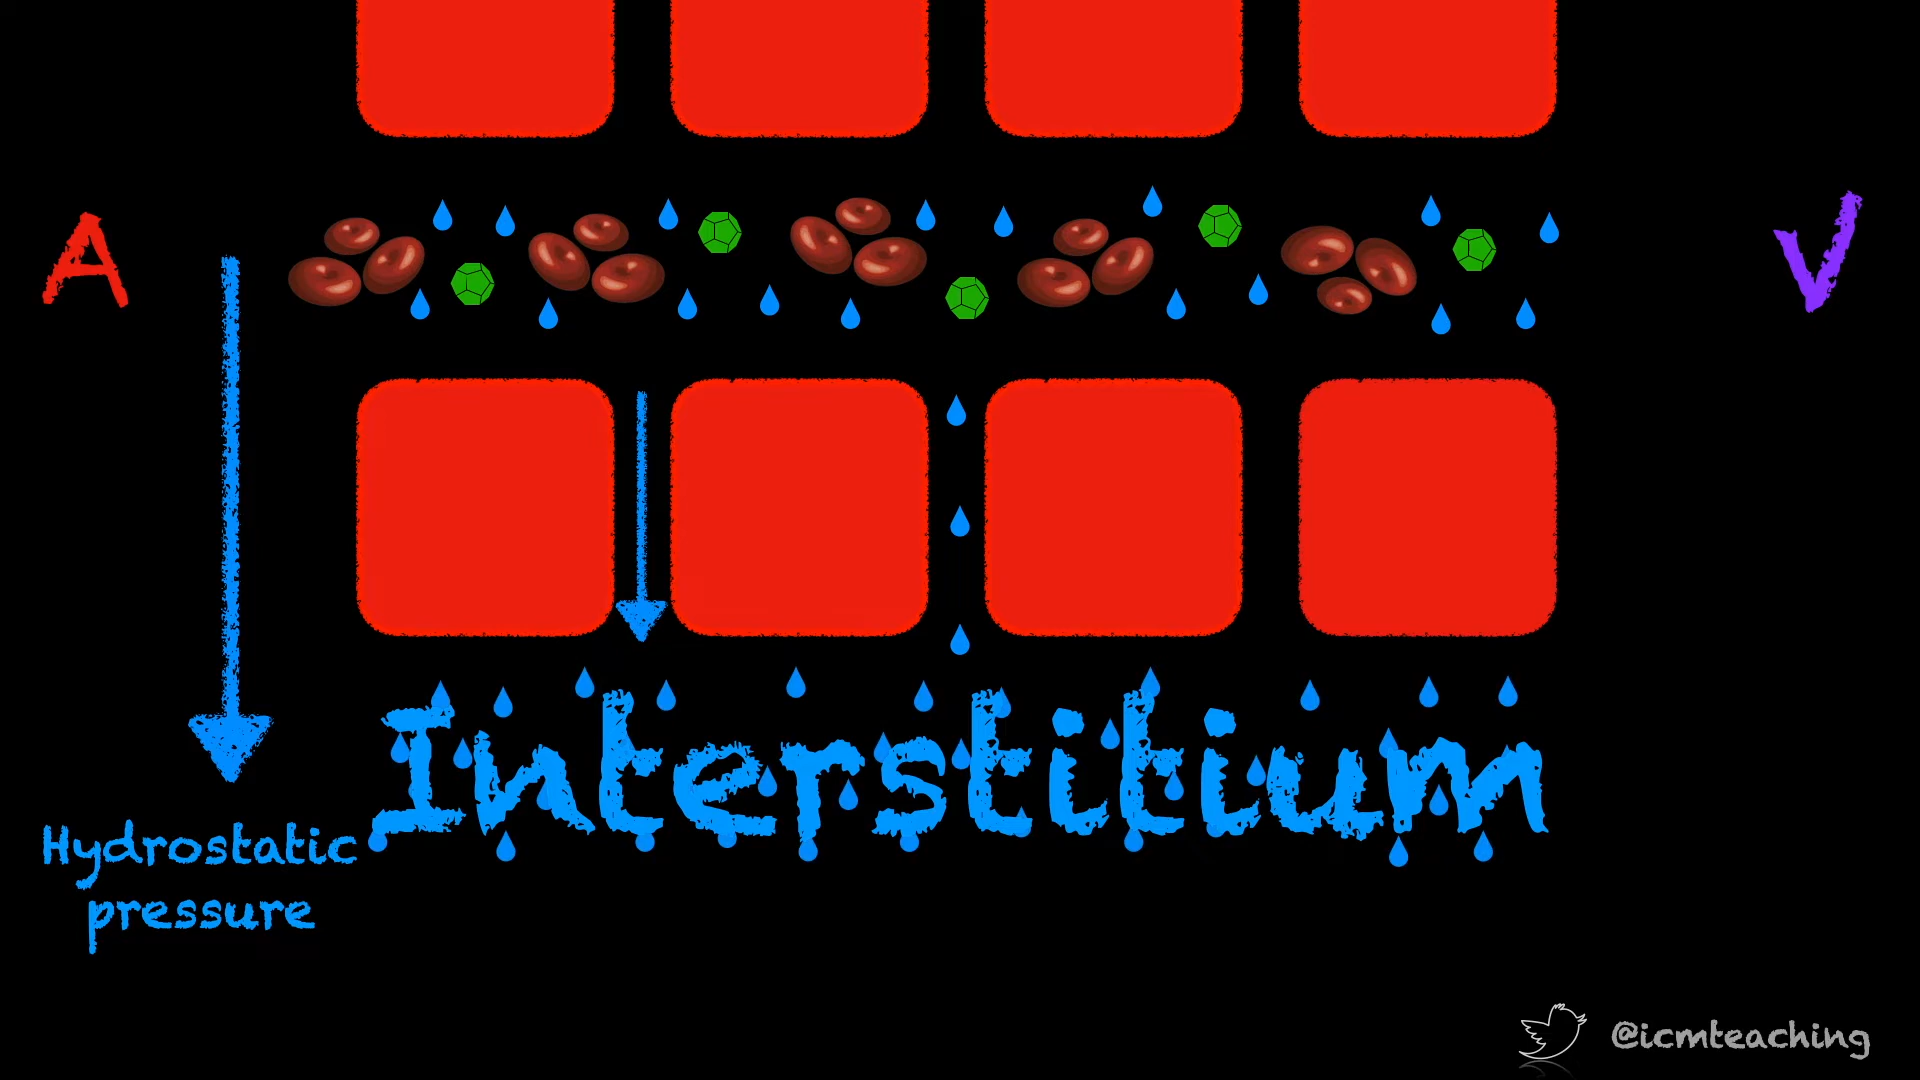 A
V
Interstitium
Hydrostatic
pressure
@icmteaching